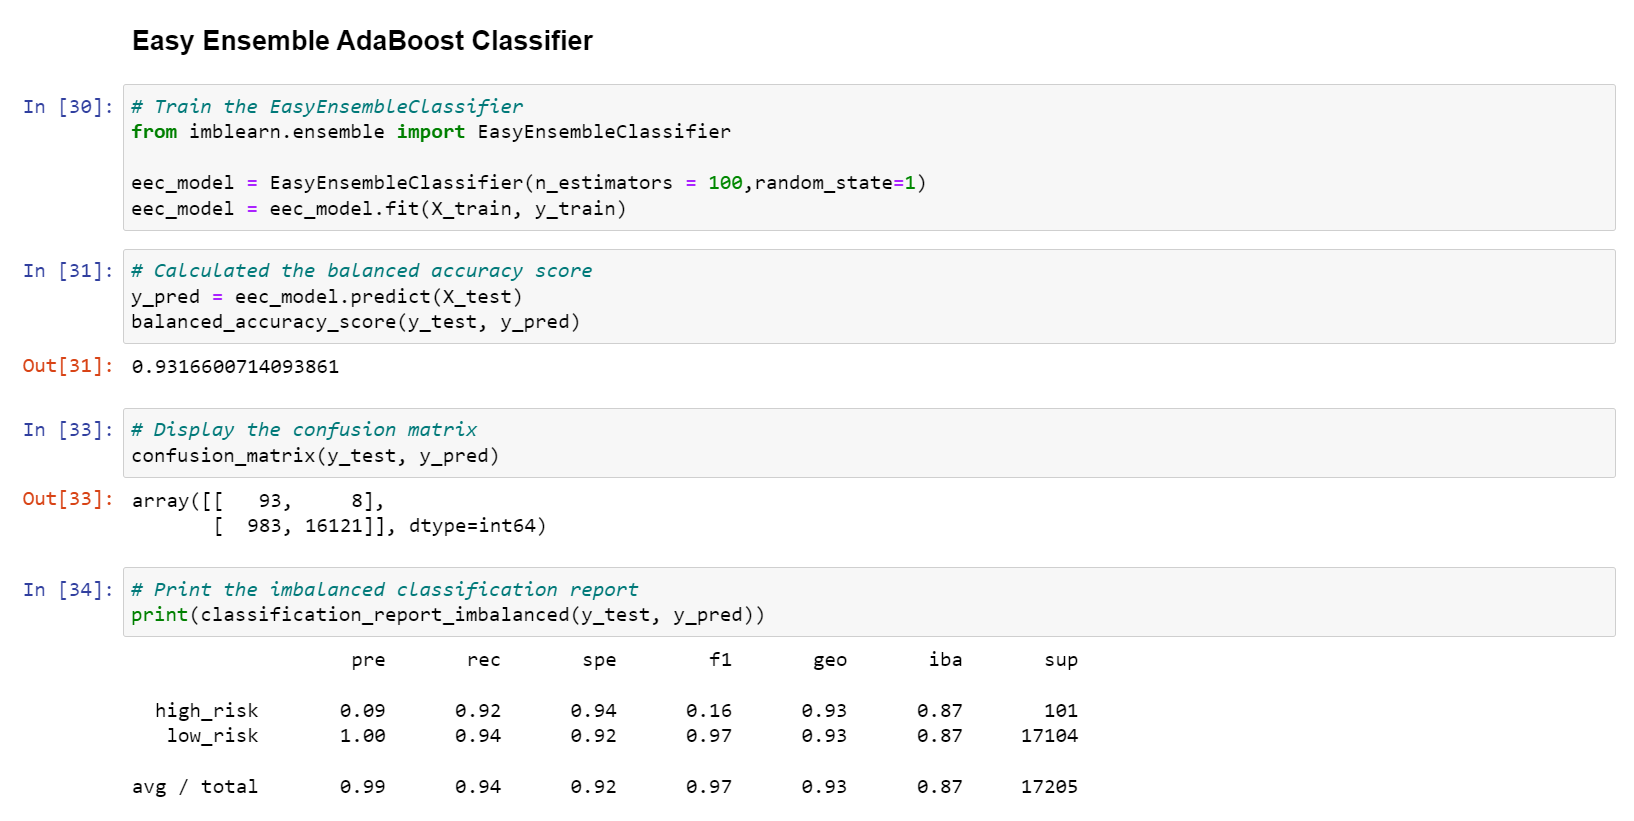 Easy Ensemble AdaBoost Classifier
In [30]: # Train the EasyEnsembleClassifier
from imblearn.ensemble import EasyEnsembleClassifier
eec_model = EasyEnsembleClassifier(n_estimators = 100,random_state=1)
eec_model = eec_model.fit(X_train, y_train)
In [31]: # Calculated the balanced accuracy score
y_pred = eec_model.predict(X_test)
balanced_accuracy_score(y_test, y_pred)
Out[31]: 0.9316600714093861
In [33]: # Display the confusion matrix
confusion_matrix(y_test, y_pred)
Out[33]: array([[   93,     8],
       [  983, 16121]], dtype=int64)
In [34]: # Print the imbalanced classification report
print(classification_report_imbalanced(y_test, y_pred))
pre rec spe f1 geo iba sup
high_risk 0.09 0.92 0.94 0.16 0.93 0.87 101
low_risk 1.00 0.94 0.92 0.97 0.93 0.87 17104
avg / total 0.99 0.94 0.92 0.97 0.93 0.87 17205